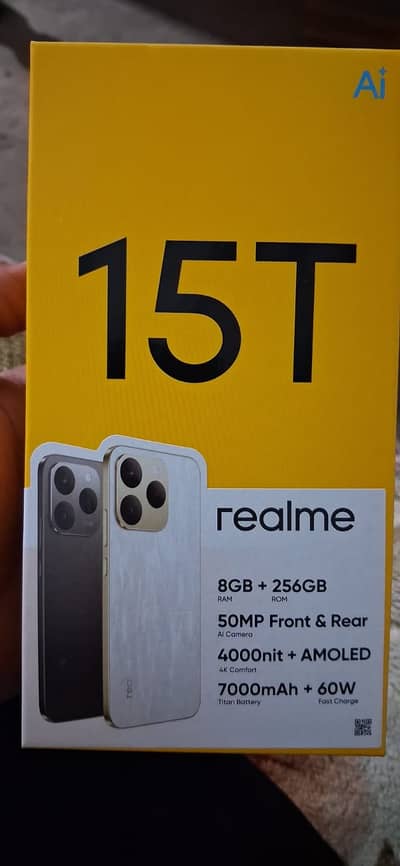 Ai
15T
realme
8GB + 256GB
RAM ROM
50MP Front & Rear
AI Camera
4000nit + AMOLED
4K Comfort
7000mAh + 60W
Titan Battery Fast Charge